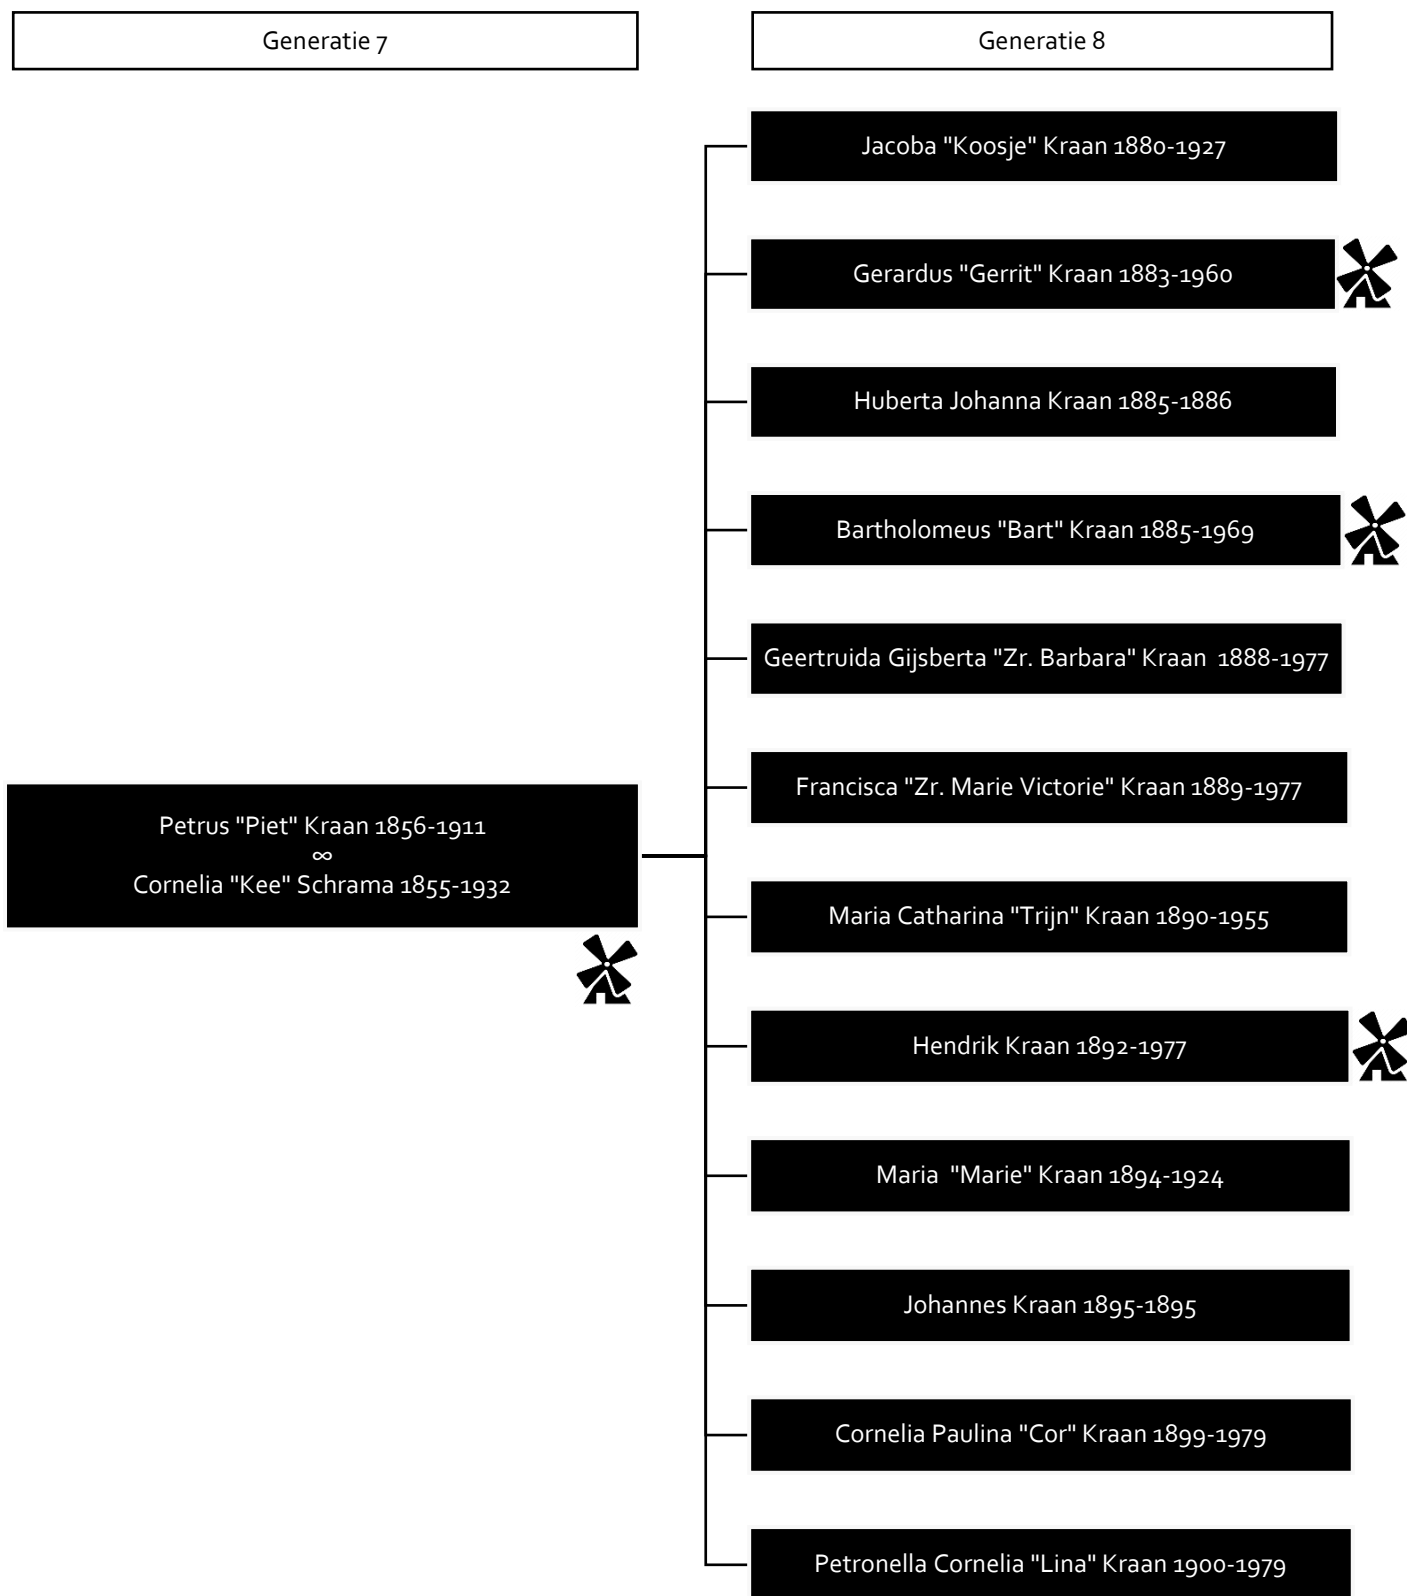 Generatie 7
Generatie 8
Jacoba "Koosje" Kraan 1880-1927
Gerardus "Gerrit" Kraan 1883-1960
Huberta Johanna Kraan 1885-1886
Bartholomeus "Bart" Kraan 1885-1969
Geertruida Gijsberta "Zr. Barbara" Kraan  1888-1977
Francisca "Zr. Marie Victorie" Kraan 1889-1977
Petrus "Piet" Kraan 1856-1911
∞
Cornelia "Kee" Schrama 1855-1932
Maria Catharina "Trijn" Kraan 1890-1955
Hendrik Kraan 1892-1977
Maria  "Marie" Kraan 1894-1924
Johannes Kraan 1895-1895
Cornelia Paulina "Cor" Kraan 1899-1979
Petronella Cornelia "Lina" Kraan 1900-1979